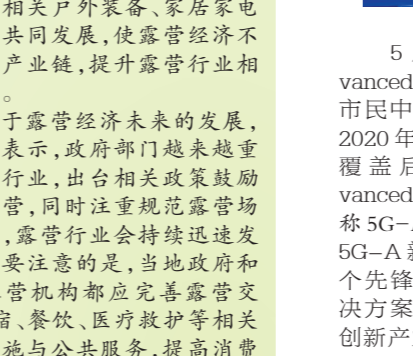 相关户外装备、家居家电
共同发展,使露营经济不
产业链,提升露营行业相
。
于露营经济未来的发展,
表示,政府部门越来越重
行业,出台相关政策鼓励
营,同时注重规范露营场
,露营行业会持续迅速发
要注意的是,当地政府和
营机构都应完善露营交
宿、餐饮、医疗救护等相关
施与公共服务,提高消费
5
vanced
市民中
2020年
覆盖后
vanced
称5G-A
5G-A新
个先锋
决方案
创新产